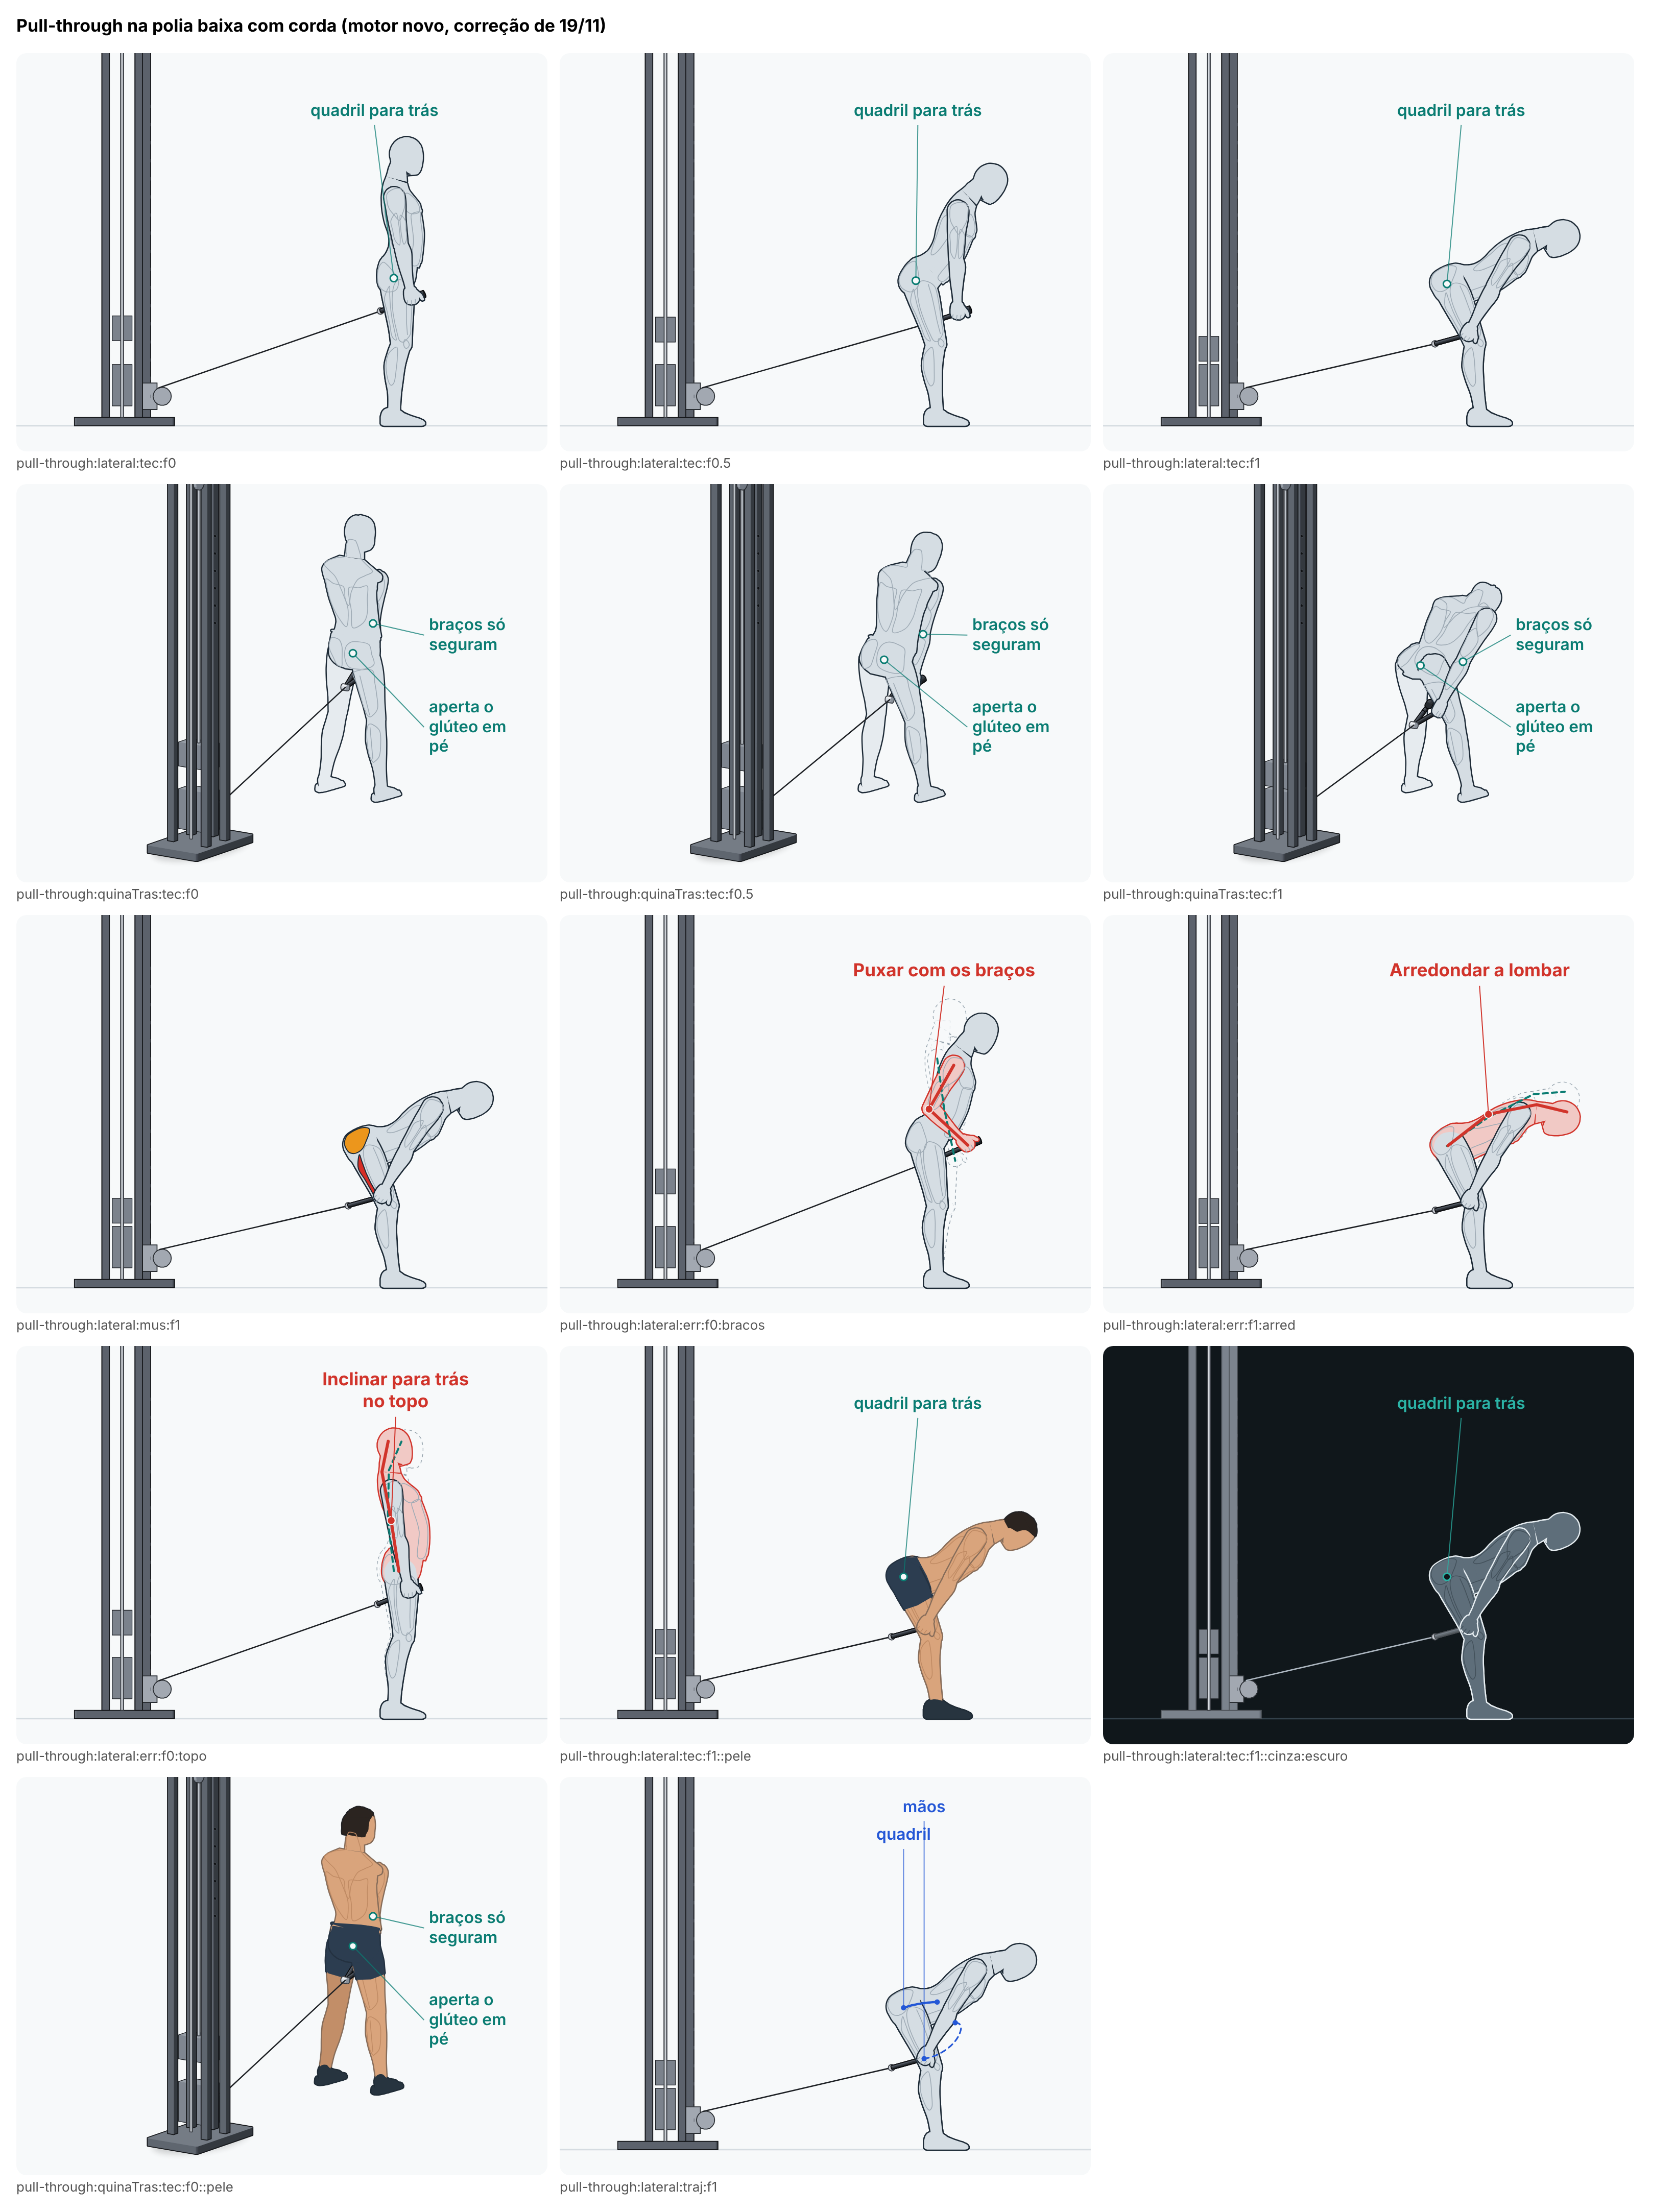 Pull-through na polia baixa com corda (motor novo, correção de 19/11)
quadril para trás
quadril para trás
quadril para trás
pull-through:lateral:tec:f0
pull-through:lateral:tec:f0.5
pull-through:lateral:tec:f1
braços só
seguram
aperta o
glúteo em
pé
braços só
seguram
aperta o
glúteo em
pé
braços só
seguram
aperta o
glúteo em
pé
pull-through:quinaTras:tec:f0
pull-through:quinaTras:tec:f0.5
pull-through:quinaTras:tec:f1
Puxar com os braços
Arredondar a lombar
pull-through:lateral:mus:f1
pull-through:lateral:err:f0:bracos
pull-through:lateral:err:f1:arred
Inclinar para trás
no topo
quadril para trás
quadril para trás
pull-through:lateral:err:f0:topo
pull-through:lateral:tec:f1::pele
pull-through:lateral:tec:f1::cinza:escuro
braços só
seguram
aperta o
glúteo em
pé
mãos
quadril
pull-through:quinaTras:tec:f0::pele
pull-through:lateral:traj:f1